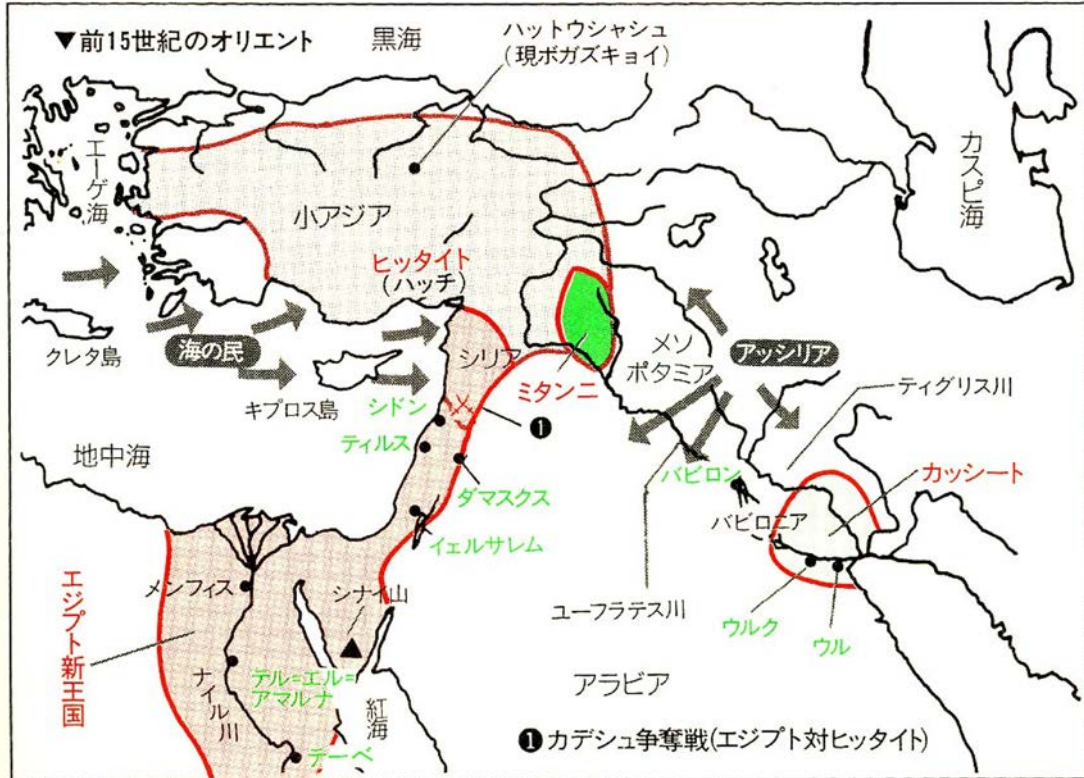 ▼前15世紀のオリエント
黒海
ハットウシャシュ
(現ボガズキョイ)
カスピ海
エーゲ海
小アジア
ヒッタイト
(ハッチ)
クレタ島
海の民
キプロス島
シリア
ミタンニ
メソ
ポタミア
アッシリア
ティグリス川
シドン
❶
ティルス
地中海
ダマスクス
バビロン
カッシート
バビロニア
イェルサレム
メンフィス
シナイ山
ユーフラテス川
ウルク
ウル
エジプト新王国
ナイル川
テル=エル=
アマルナ
紅海
アラビア
テーベ
❶カデシュ争奪戦(エジプト対ヒッタイト)